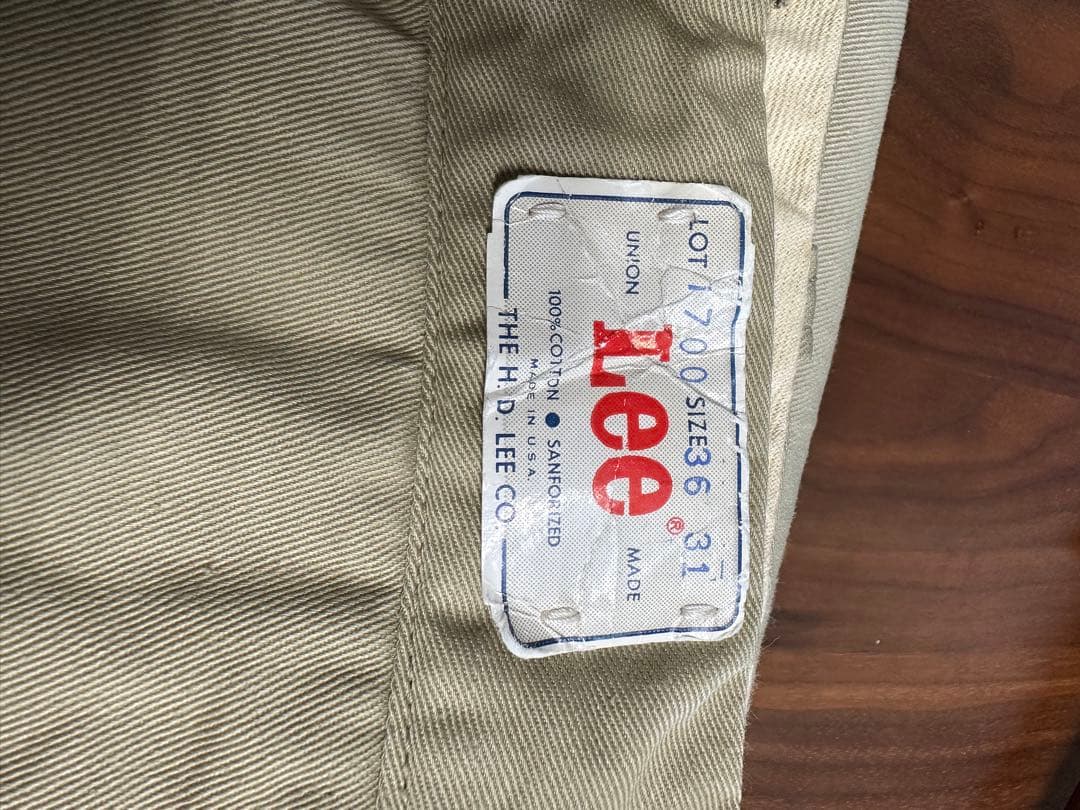 LOT 1700 SIZE 36 31
UNION Lee® MADE
100% COTTON ● SANFORIZED
MADE IN U.S.A.
THE H.D. LEE CO.